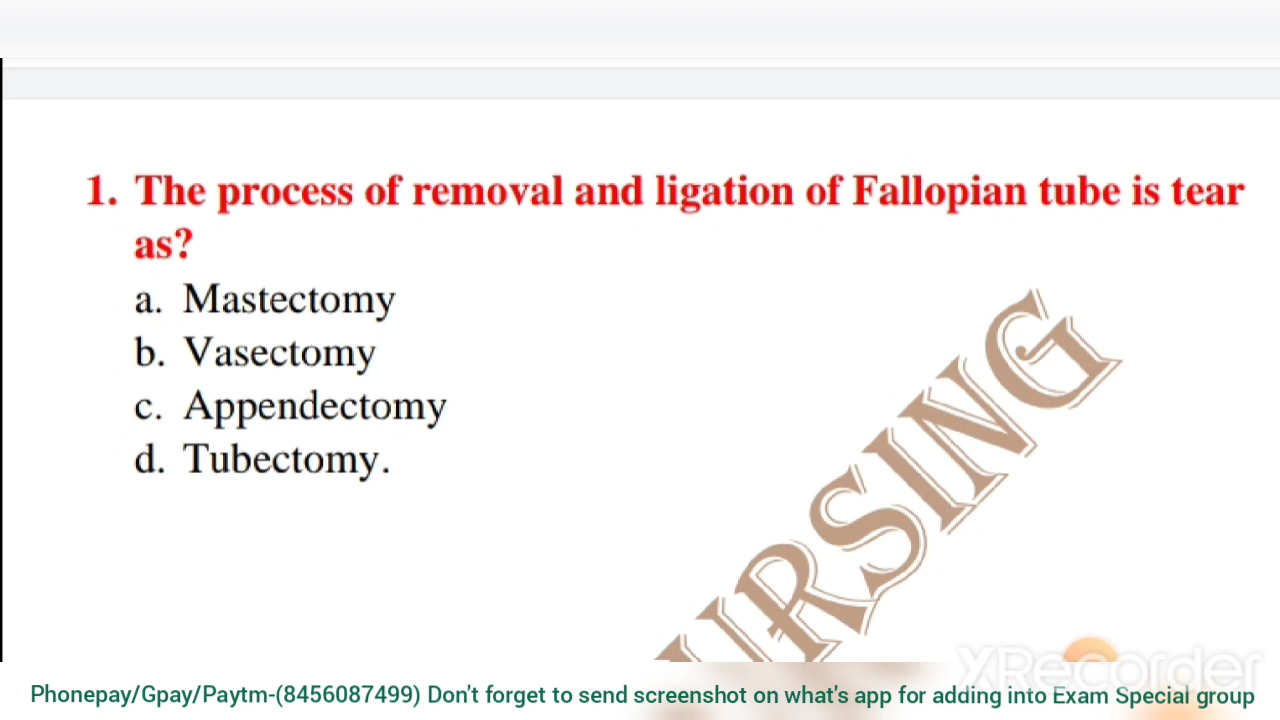 1. The process of removal and ligation of Fallopian tube is tear
as?
a. Mastectomy
b. Vasectomy
c. Appendectomy
d. Tubectomy.
URSING
XRecorder
Phonepay/Gpay/Paytm-(8456087499) Don't forget to send screenshot on what's app for adding into Exam Special group